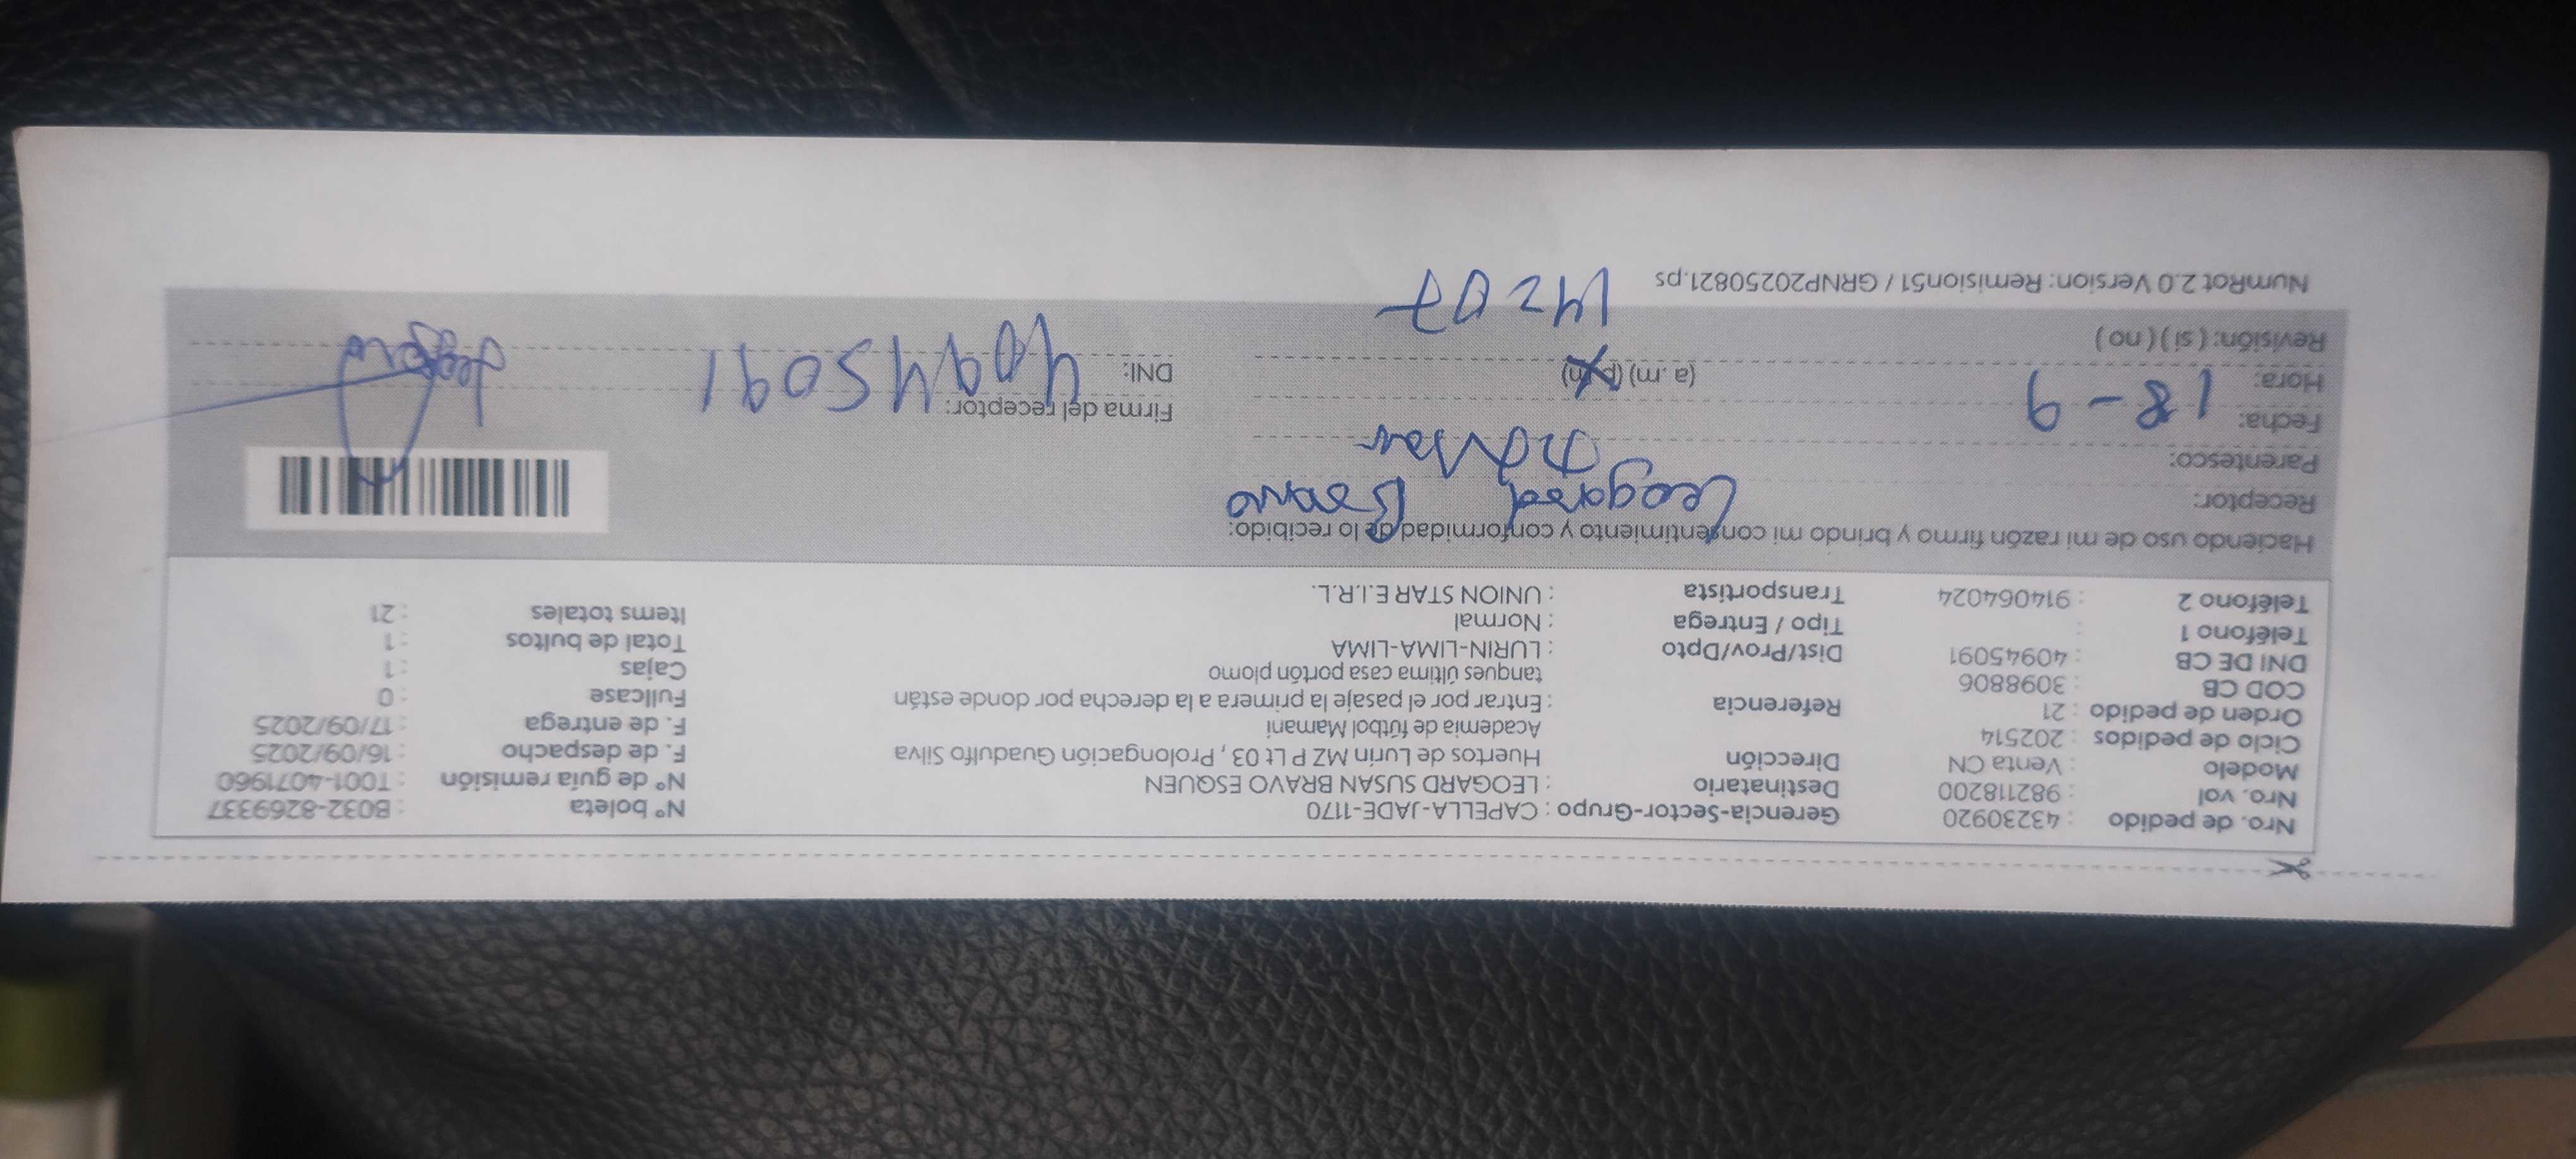 Nro. de pedido : 43230920 Gerencia-Sector-Grupo : CAPELLA-JADE-1170 N° boleta : B032-8269337
Nro. vol : 982118200 Destinatario : LEOGARD SUSAN BRAVO ESQUEN N° de guía remisión : T001-4071960
Modelo : Venta CN Dirección Huertos de Lurin MZ P Lt 03 , Prolongación Guadulfo Silva F. de despacho : 16/09/2025
Ciclo de pedidos : 202514 Academia de fútbol Mamani F. de entrega : 17/09/2025
Orden de pedido : 21 Referencia : Entrar por el pasaje la primera a la derecha por donde están Fullcase : 0
COD CB : 3098806 tanques última casa portón plomo Cajas : 1
DNI DE CB : 40945091 Dist/Prov/Dpto : LURIN-LIMA-LIMA Total de bultos : 1
Teléfono 1 : Tipo / Entrega : Normal Items totales : 21
Teléfono 2 : 914064024 Transportista : UNION STAR E.I.R.L.
Haciendo uso de mi razón firmo y brindo mi consentimiento y conformidad de lo recibido:
Receptor: Leogard Bravo
Parentesco:
Fecha: 18-9 Firma del receptor:
Hora: (a.m) (p.m) DNI: 40945091
Revisión: ( si ) ( no )
NumRot 2.0 Version: Remision51 / GRNP20250821.ps